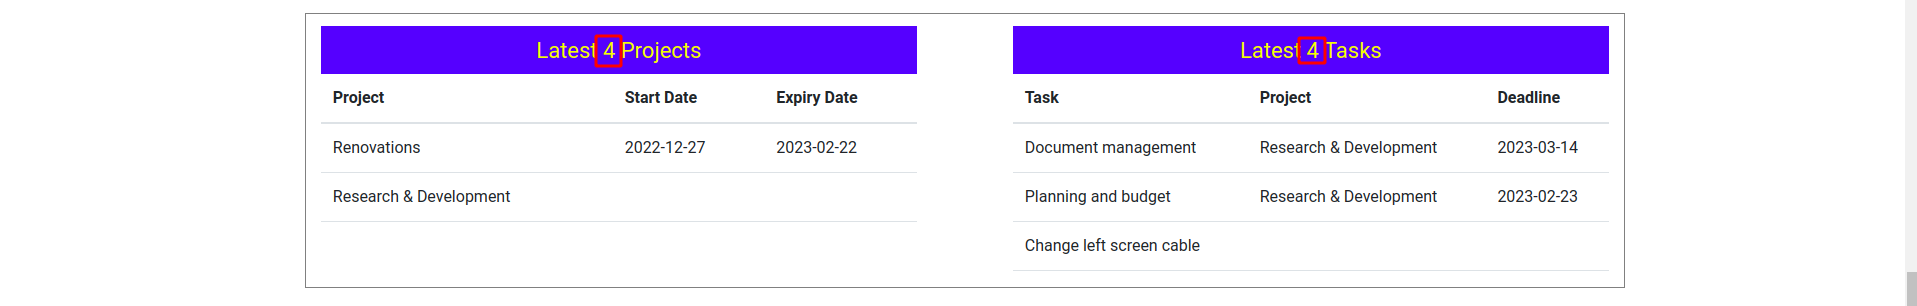 Latest 4 Projects
Project Start Date Expiry Date
Renovations 2022-12-27 2023-02-22
Research & Development
Latest 4 Tasks
Task Project Deadline
Document management Research & Development 2023-03-14
Planning and budget Research & Development 2023-02-23
Change left screen cable